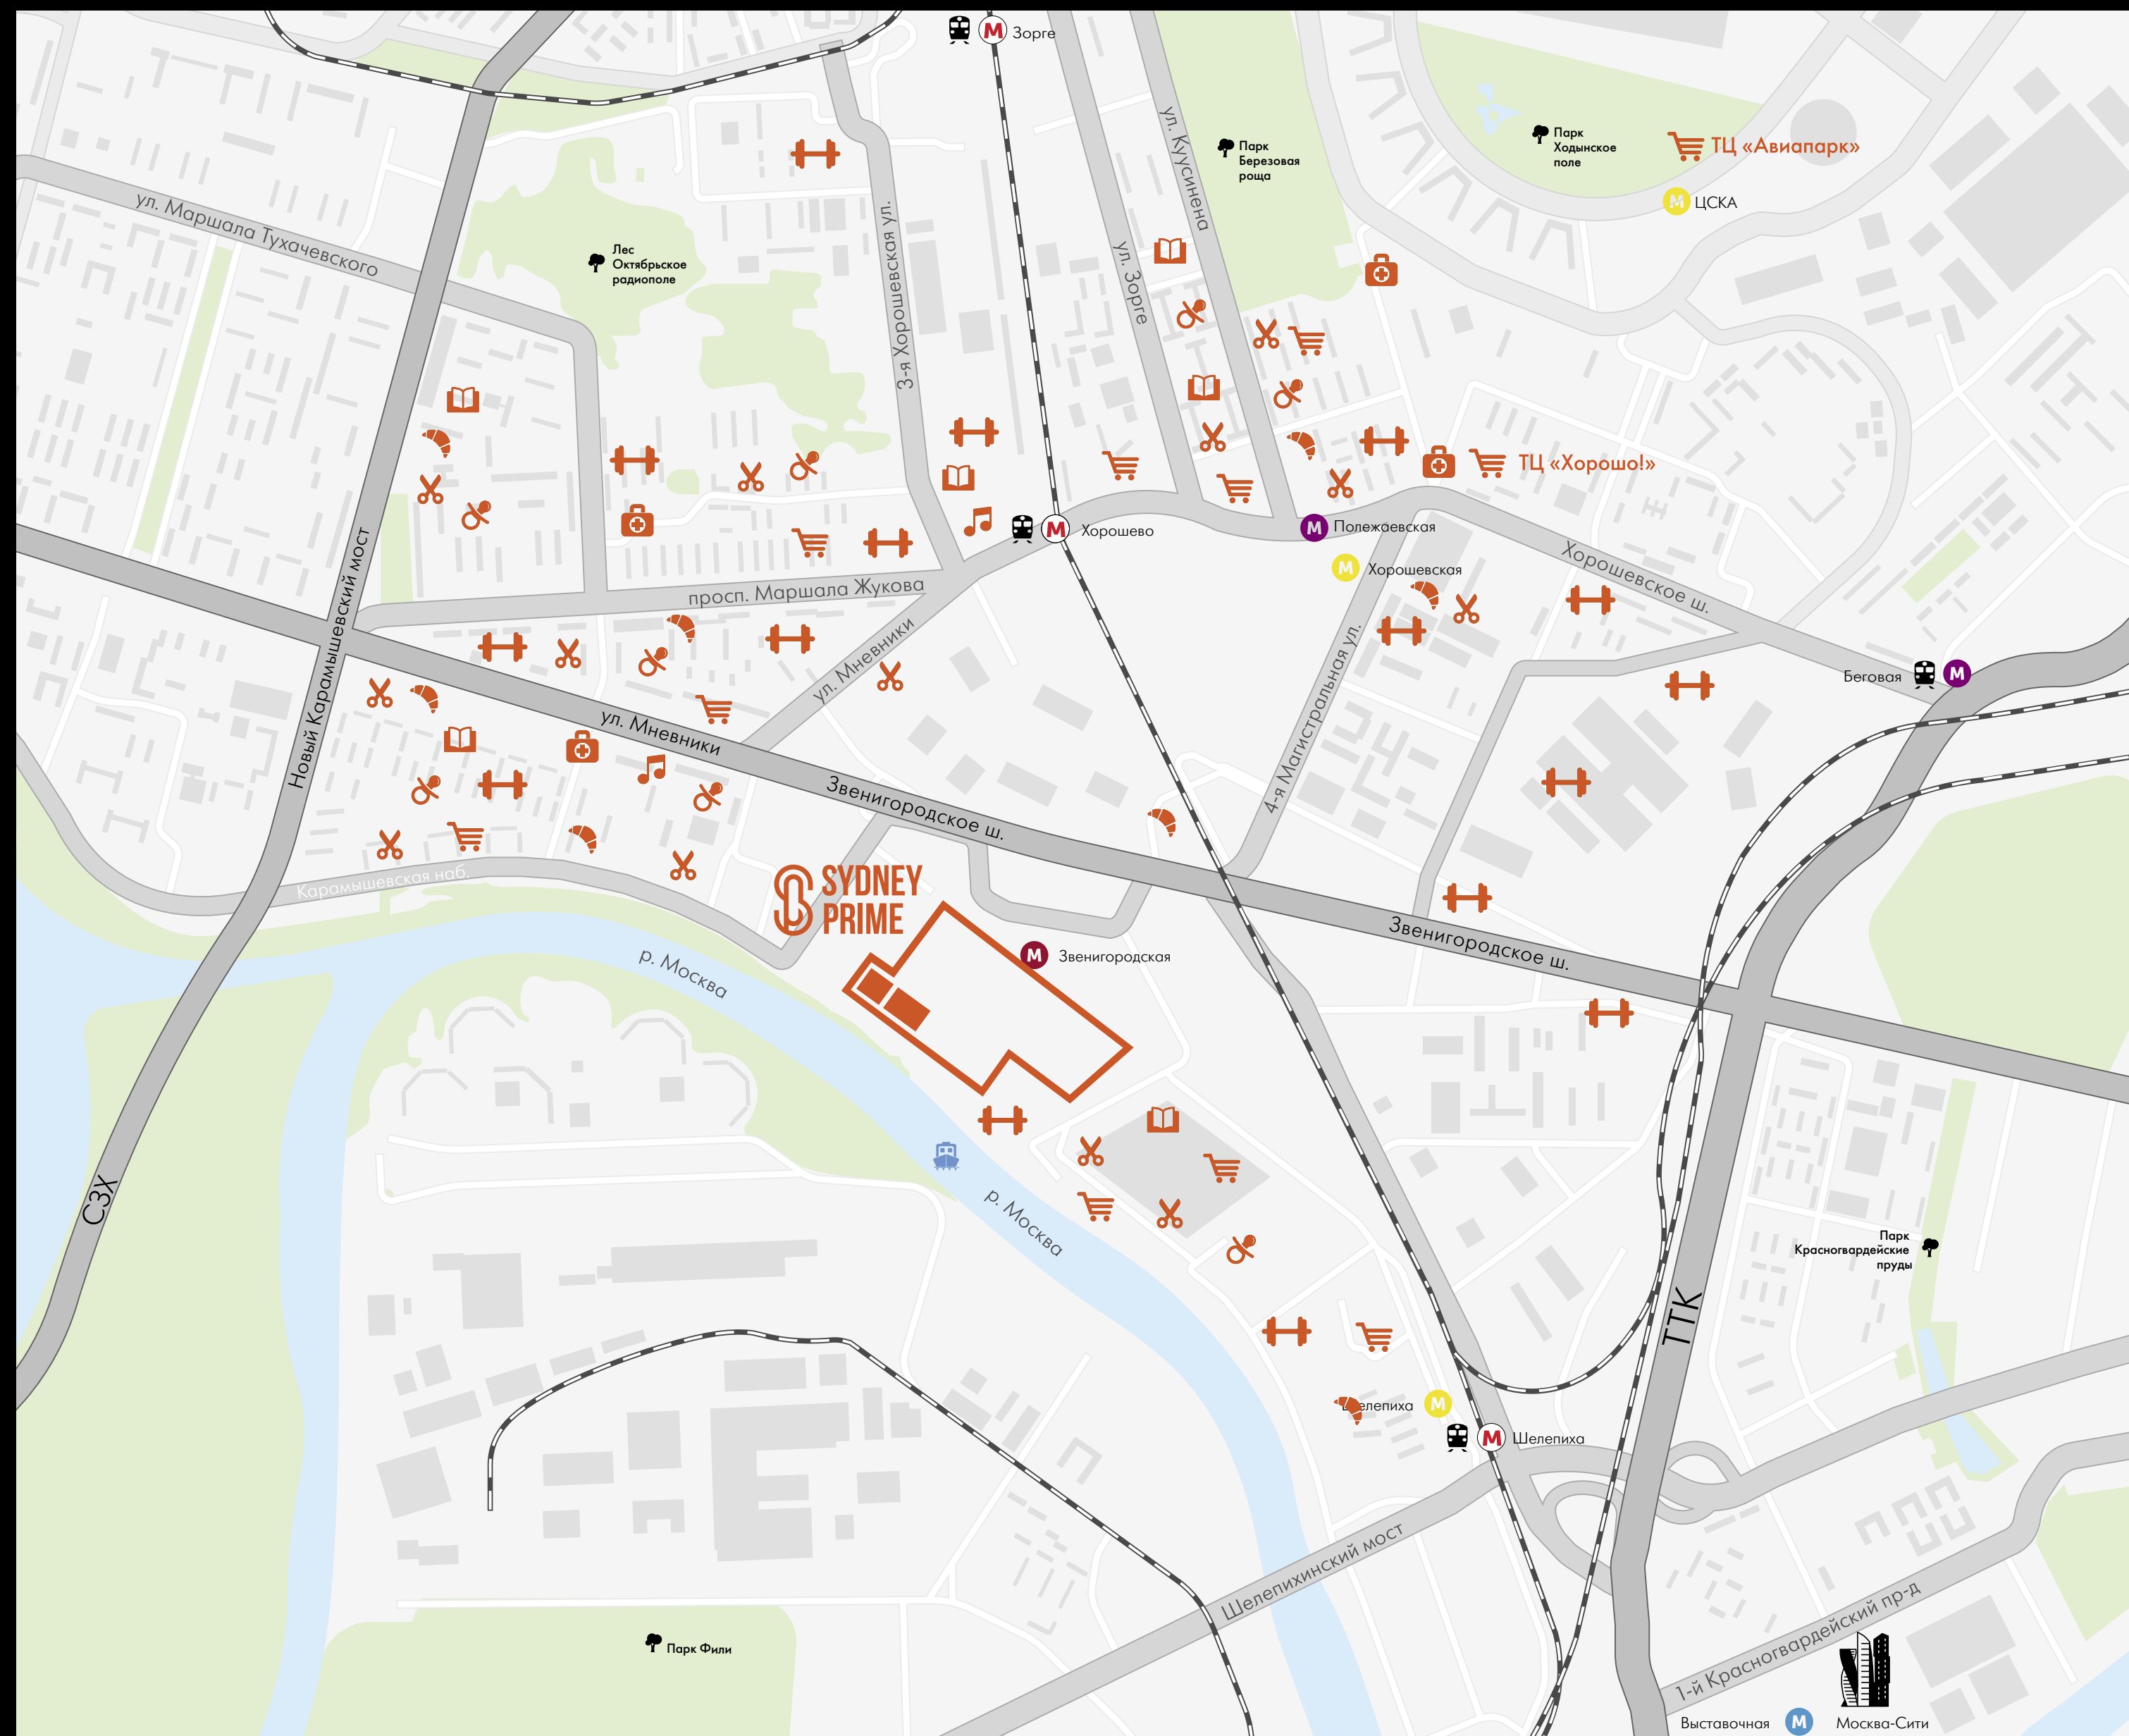 М Зорге
ул. Куусинена
Парк
Березовая
роща
Парк
Ходынское
поле
ТЦ «Авиапарк»
М ЦСКА
ул. Маршала Тухачевского
Лес
Октябрьское
радиополе
3-я Хорошевская ул.
ул. Зорге
ТЦ «Хорошо!»
М Хорошево
М Полежаевская
М Хорошевская
Хорошевское ш.
просп. Маршала Жукова
Новый Карамышевский мост
ул. Мневники
4-я Магистральная ул.
Беговая М
ул. Мневники
Звенигородское ш.
Карамышевская наб.
SYDNEY
PRIME
Звенигородское ш.
р. Москва
М Звенигородская
СЗХ
р. Москва
Парк
Красногвардейские
пруды
ТТК
Шелепиха М
М Шелепиха
Шелепихинский мост
1-й Красногвардейский пр-д
Парк Фили
Выставочная М Москва-Сити